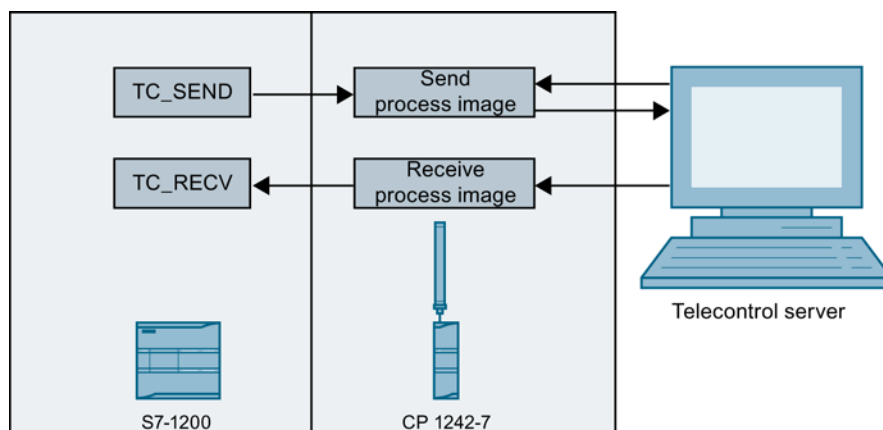 TC_SEND
Send
process image
TC_RECV
Receive
process image
Telecontrol server
S7-1200
CP 1242-7